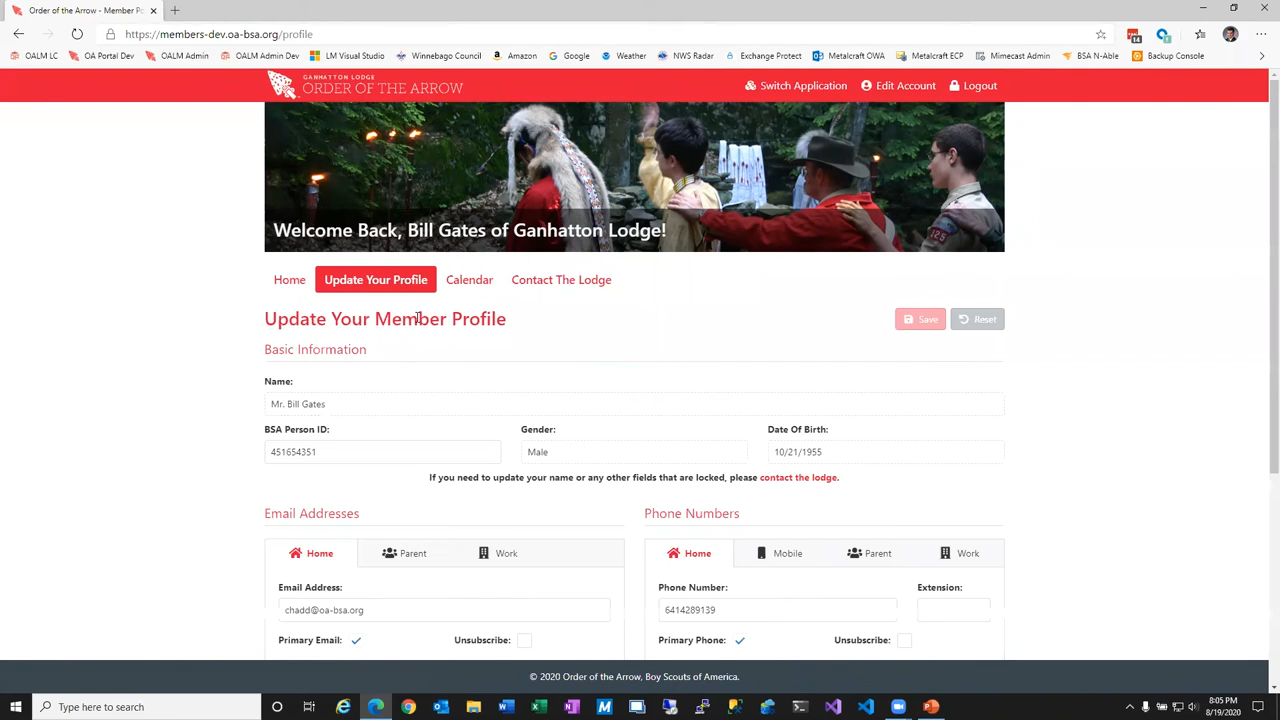 Order of the Arrow - Member Po
https://members-dev.oa-bsa.org/profile
14
OALM LC OA Portal Dev OALM Admin OALM Admin Dev LM Visual Studio Winnebago Council Amazon Google Weather NWS Radar Exchange Protect Metalcraft OWA Metalcraft ECP Mimecast Admin BSA N-Able Backup Console
GANHATTON LODGE
ORDER OF THE ARROW
Switch Application Edit Account Logout
125
Welcome Back, Bill Gates of Ganhatton Lodge!
Home Update Your Profile Calendar Contact The Lodge
Update Your Member Profile
Save Reset
Basic Information
Name:
Mr. Bill Gates
BSA Person ID: Gender: Date Of Birth:
451654351 Male 10/21/1955
If you need to update your name or any other fields that are locked, please contact the lodge.
Email Addresses Phone Numbers
Home Parent Work Home Mobile Parent Work
Email Address: Phone Number: Extension:
chadd@oa-bsa.org 6414289139
Primary Email: Unsubscribe: Primary Phone: Unsubscribe:
© 2020 Order of the Arrow, Boy Scouts of America.
Type here to search
8:05 PM
8/19/2020